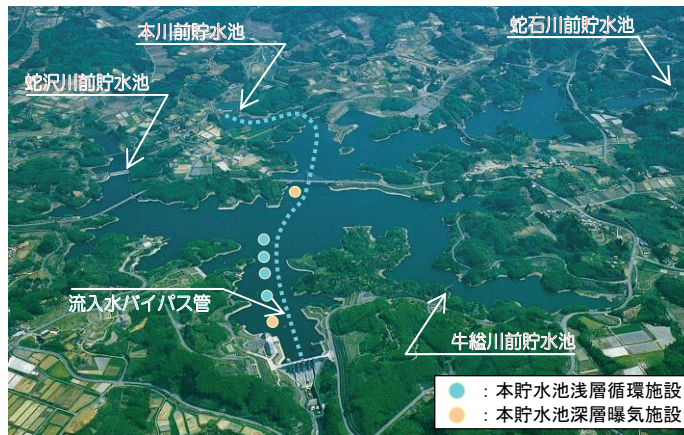 本川前貯水池
蛇石川前貯水池
蛇沢川前貯水池
流入水バイパス管
牛縊川前貯水池
：本貯水池浅層循環施設
：本貯水池深層曝気施設